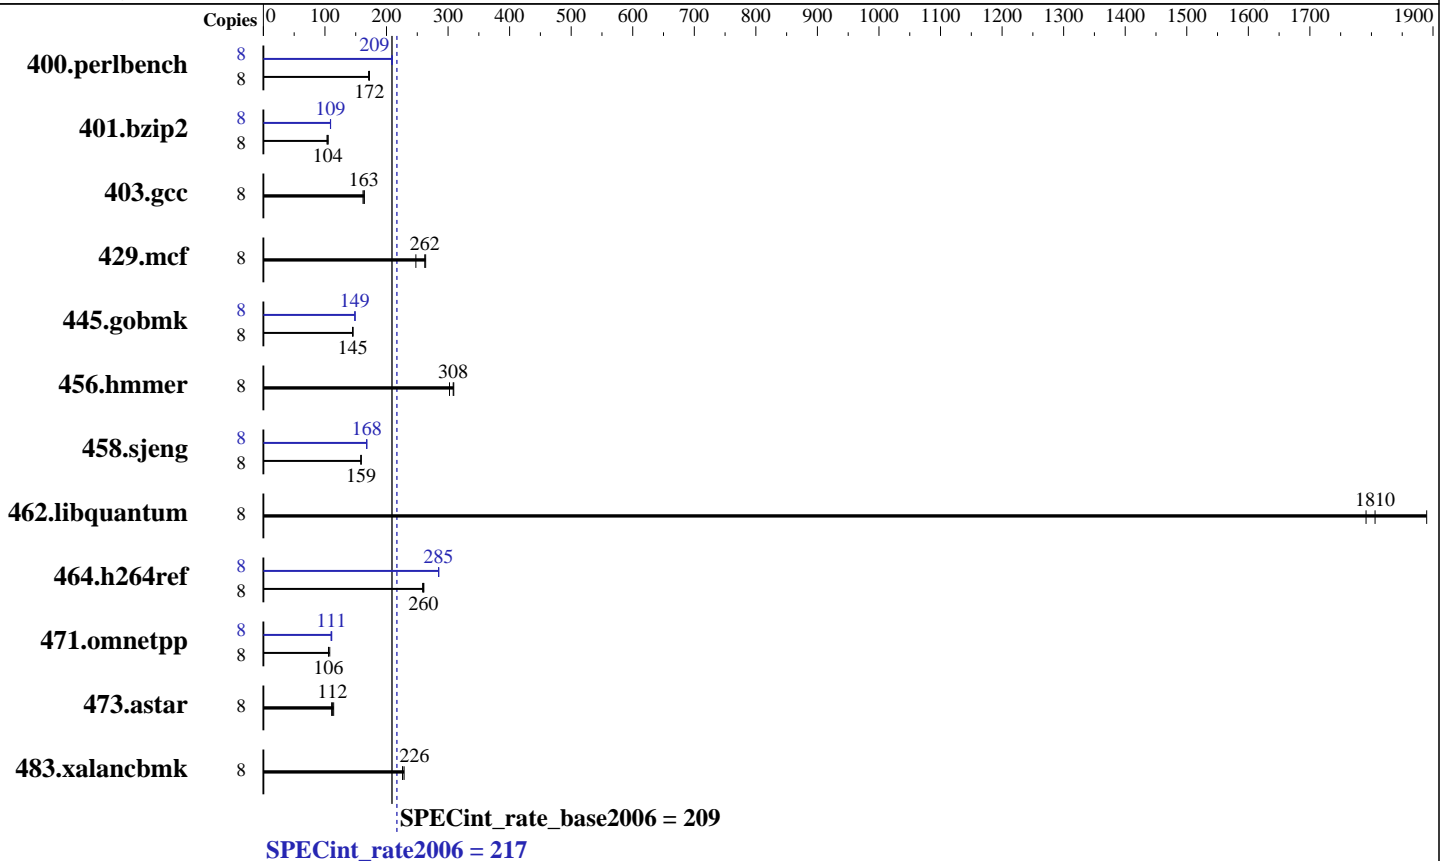 Copies 0 100 200 300 400 500 600 700 800 900 1000 1100 1200 1300 1400 1500 1600 1700 1900
400.perlbench 8 209
8 172
401.bzip2 8 109
8 104
403.gcc 8 163
429.mcf 8 262
445.gobmk 8 149
8 145
456.hmmer 8 308
458.sjeng 8 168
8 159
462.libquantum 8 1810
464.h264ref 8 285
8 260
471.omnetpp 8 111
8 106
473.astar 8 112
483.xalancbmk 8 226
SPECint_rate_base2006 = 209
SPECint_rate2006 = 217